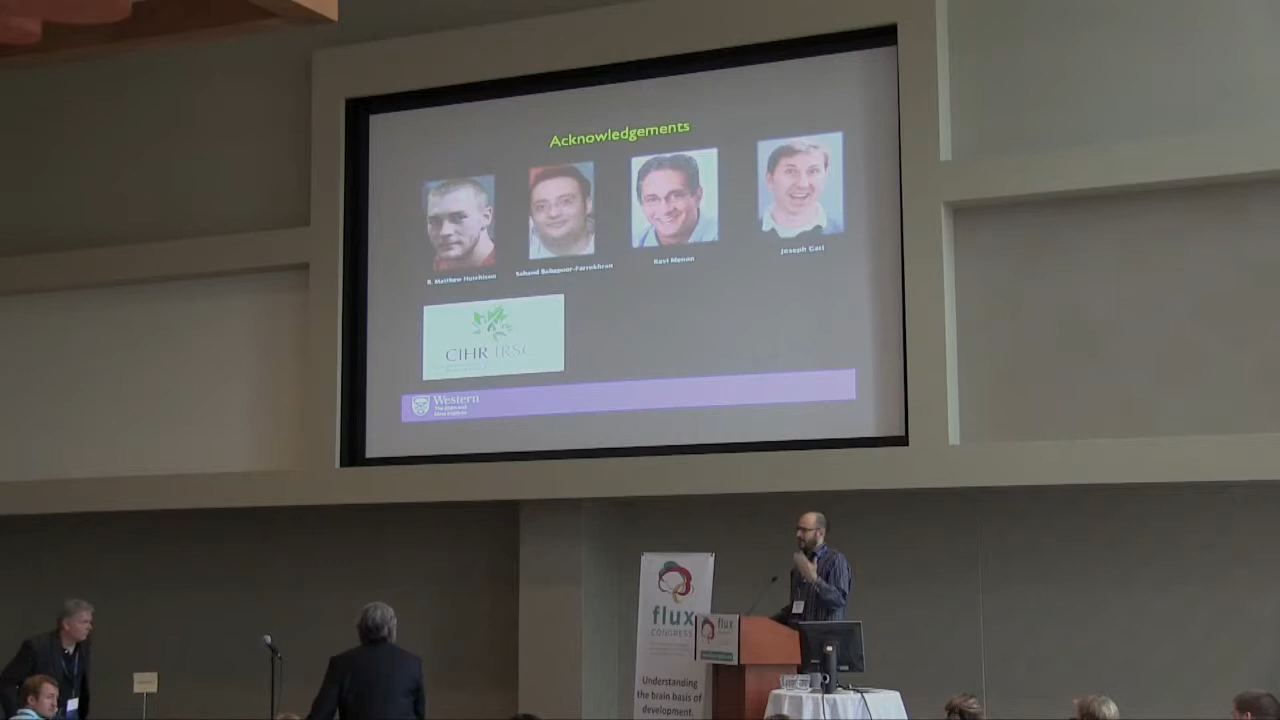 Acknowledgements
R. Matthew Hutchison
Sahand Babapoor-Farrokhran
Ravi Menon
Joseph Gati
CIHR IRSC
Western
flux
CONGRESS
flux
Understanding
the brain basis of
development.